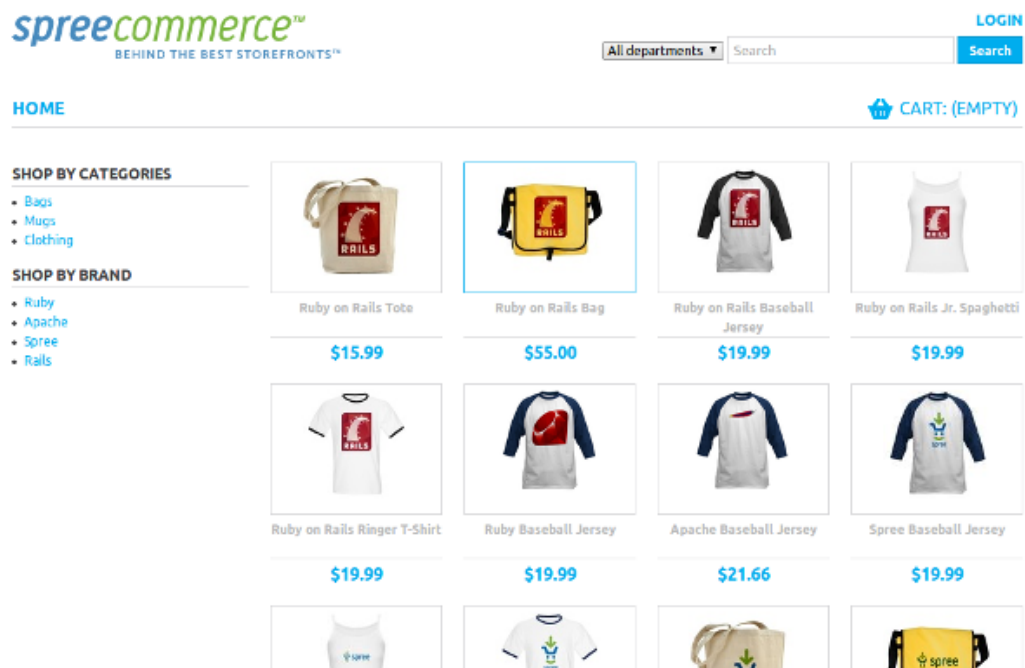 spreecommerce™
BEHIND THE BEST STOREFRONTS™
LOGIN
All departments ▼ Search Search
HOME
CART: (EMPTY)
SHOP BY CATEGORIES
Bags
Mugs
Clothing
SHOP BY BRAND
Ruby
Apache
Spree
Rails
RAILS
RAILS
RAILS
RAILS
Ruby on Rails Tote
Ruby on Rails Bag
Ruby on Rails Baseball
Jersey
Ruby on Rails Jr. Spaghetti
$15.99
$55.00
$19.99
$19.99
RAILS
spree
Ruby on Rails Ringer T-Shirt
Ruby Baseball Jersey
Apache Baseball Jersey
Spree Baseball Jersey
$19.99
$19.99
$21.66
$19.99
spree
spree